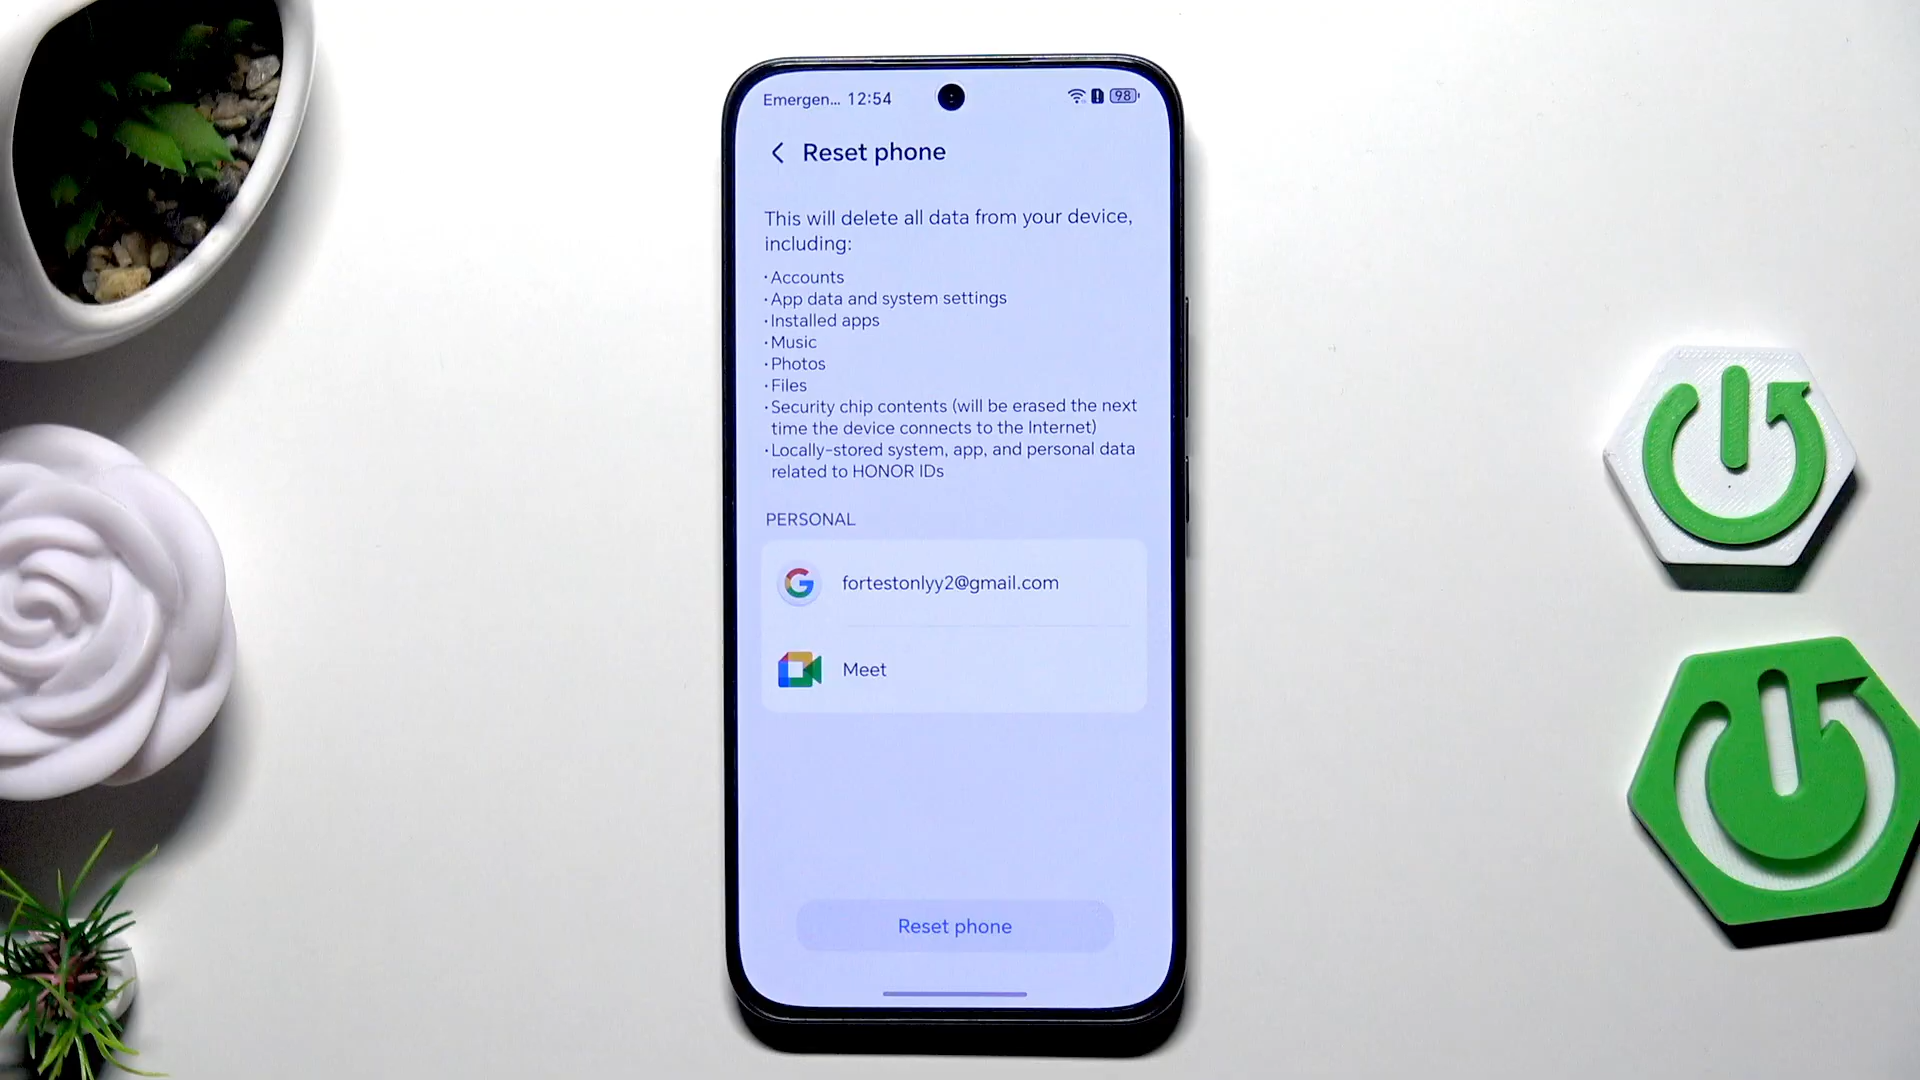 Emergen... 12:54 98
Reset phone
This will delete all data from your device,
including:
·Accounts
·App data and system settings
·Installed apps
·Music
·Photos
·Files
·Security chip contents (will be erased the next
time the device connects to the Internet)
·Locally-stored system, app, and personal data
related to HONOR IDs
PERSONAL
fortestonlyy2@gmail.com
Meet
Reset phone